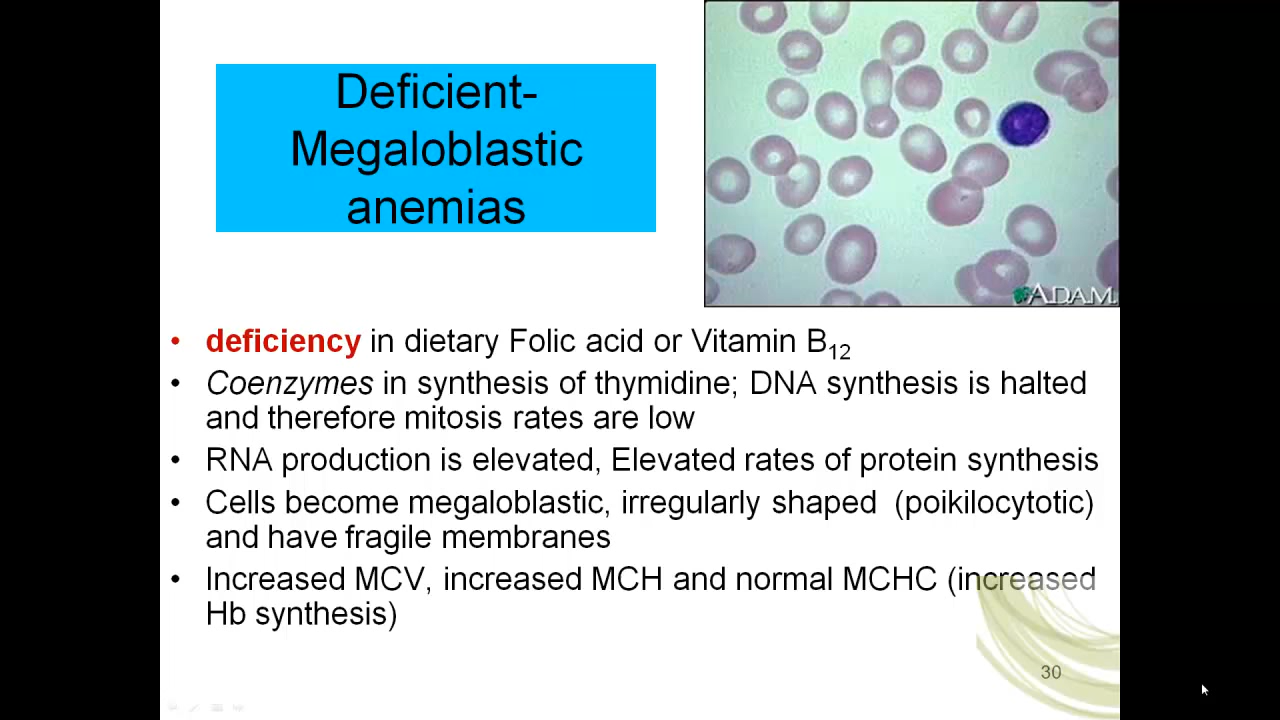 Deficient-
Megaloblastic
anemias
ADAM.
• deficiency in dietary Folic acid or Vitamin B12
• Coenzymes in synthesis of thymidine; DNA synthesis is halted
and therefore mitosis rates are low
• RNA production is elevated, Elevated rates of protein synthesis
• Cells become megaloblastic, irregularly shaped (poikilocytotic)
and have fragile membranes
• Increased MCV, increased MCH and normal MCHC (increased
Hb synthesis)
30